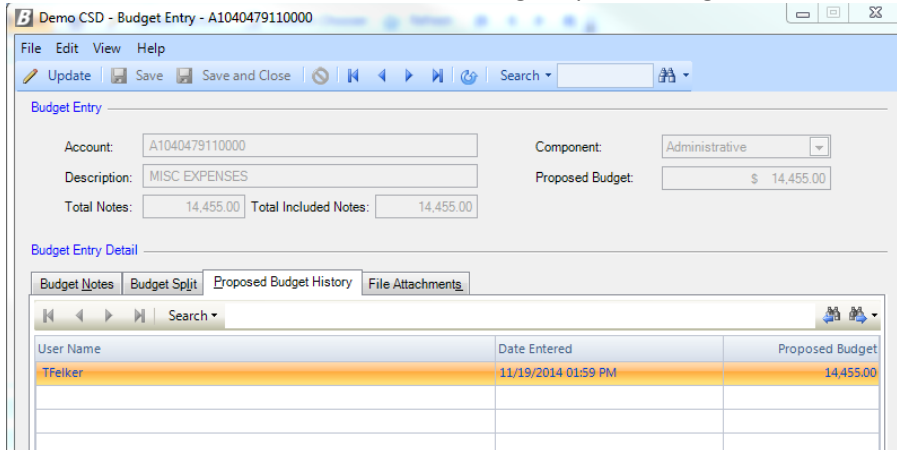 Demo CSD - Budget Entry - A1040479110000
File Edit View Help
Update Save Save and Close Search
Budget Entry
Account: A1040479110000 Component: Administrative
Description: MISC EXPENSES Proposed Budget: $ 14,455.00
Total Notes: 14,455.00 Total Included Notes: 14,455.00
Budget Entry Detail
Budget Notes Budget Split Proposed Budget History File Attachments
Search
User Name Date Entered Proposed Budget
TFelker 11/19/2014 01:59 PM 14,455.00